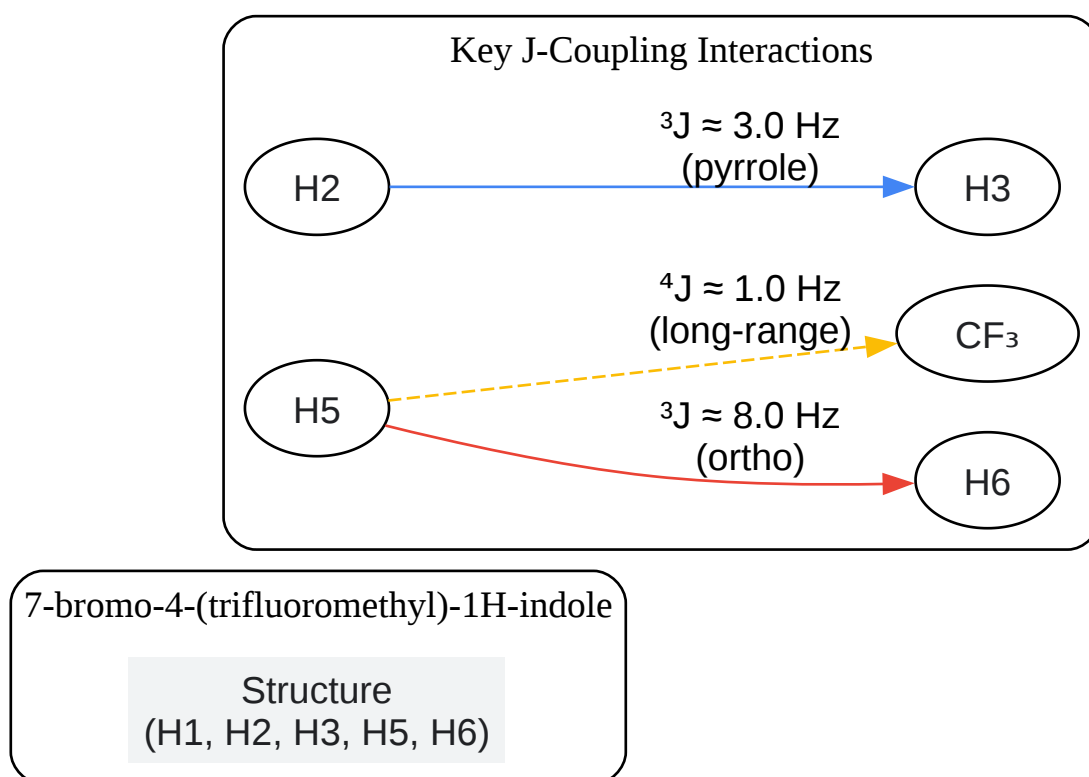 Key J-Coupling Interactions
³J ≈ 3.0 Hz
(pyrrole)
H2
H3
⁴J ≈ 1.0 Hz
(long-range)
CF₃
H5
³J ≈ 8.0 Hz
(ortho)
H6
7-bromo-4-(trifluoromethyl)-1H-indole
Structure
(H1, H2, H3, H5, H6)